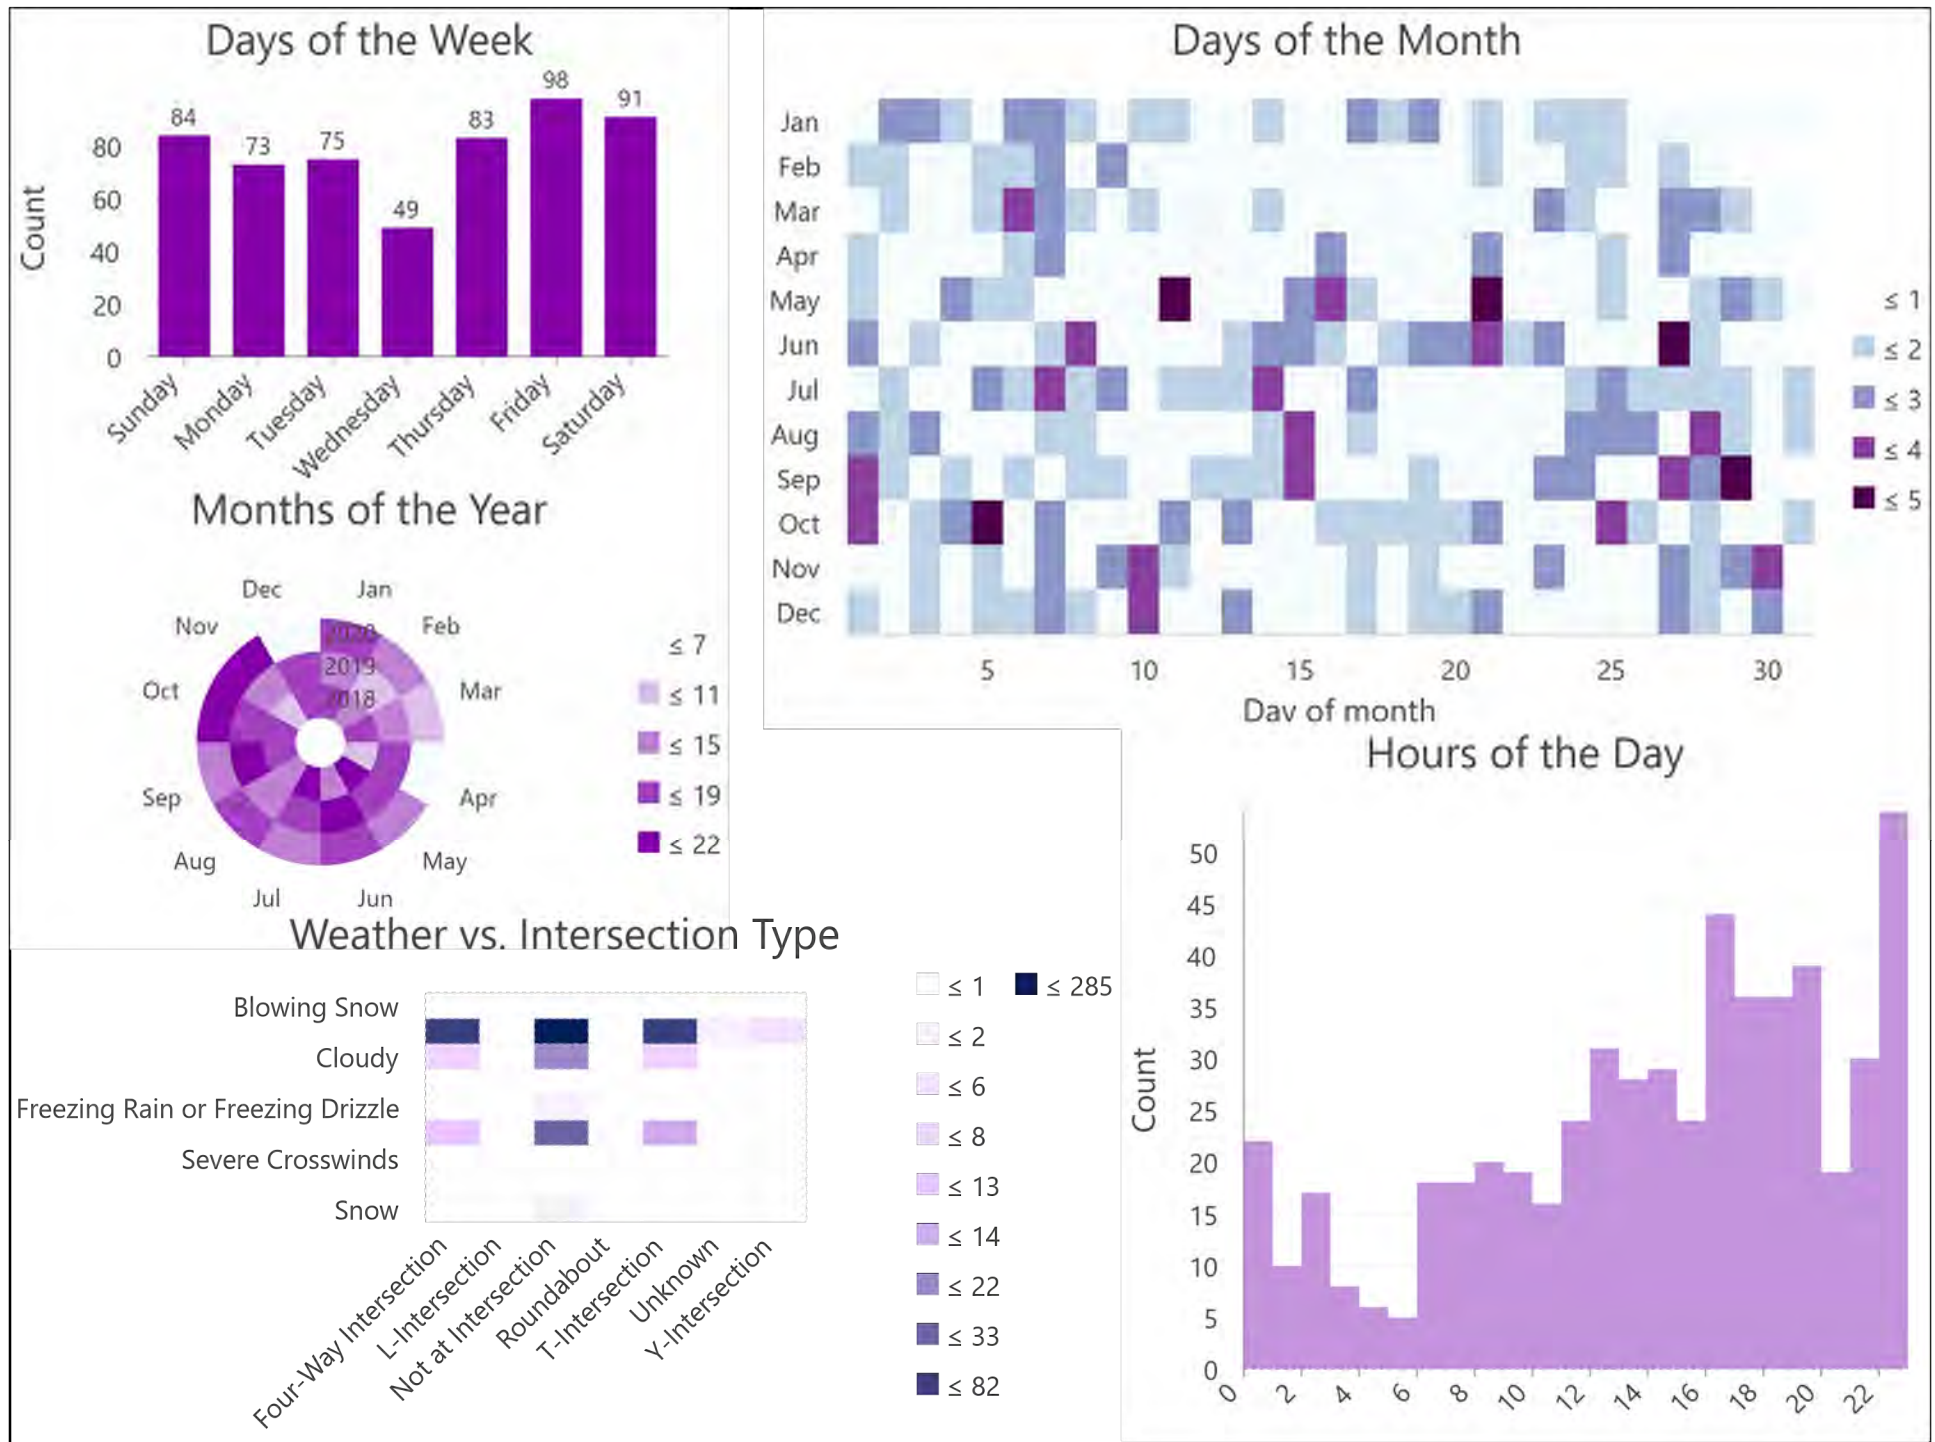 Days of the Week
Count
80
60
40
20
0
84
73
75
49
83
98
91
Sunday
Monday
Tuesday
Wednesday
Thursday
Friday
Saturday
Months of the Year
Dec
Jan
Nov
Feb
Oct
Mar
Sep
Apr
Aug
May
Jul
Jun
2020
2019
2018
≤ 7
≤ 11
≤ 15
≤ 19
≤ 22
Days of the Month
Jan
Feb
Mar
Apr
May
Jun
Jul
Aug
Sep
Oct
Nov
Dec
5
10
15
20
25
30
Day of month
≤ 1
≤ 2
≤ 3
≤ 4
≤ 5
Weather vs. Intersection Type
Blowing Snow
Cloudy
Freezing Rain or Freezing Drizzle
Severe Crosswinds
Snow
Four-Way Intersection
L-Intersection
Not at Intersection
Roundabout
T-Intersection
Unknown
Y-Intersection
≤ 1
≤ 2
≤ 6
≤ 8
≤ 13
≤ 14
≤ 22
≤ 33
≤ 82
≤ 285
Hours of the Day
Count
50
45
40
35
30
25
20
15
10
5
0
0
2
4
6
8
10
12
14
16
18
20
22